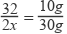 32/2x = 10g/30g